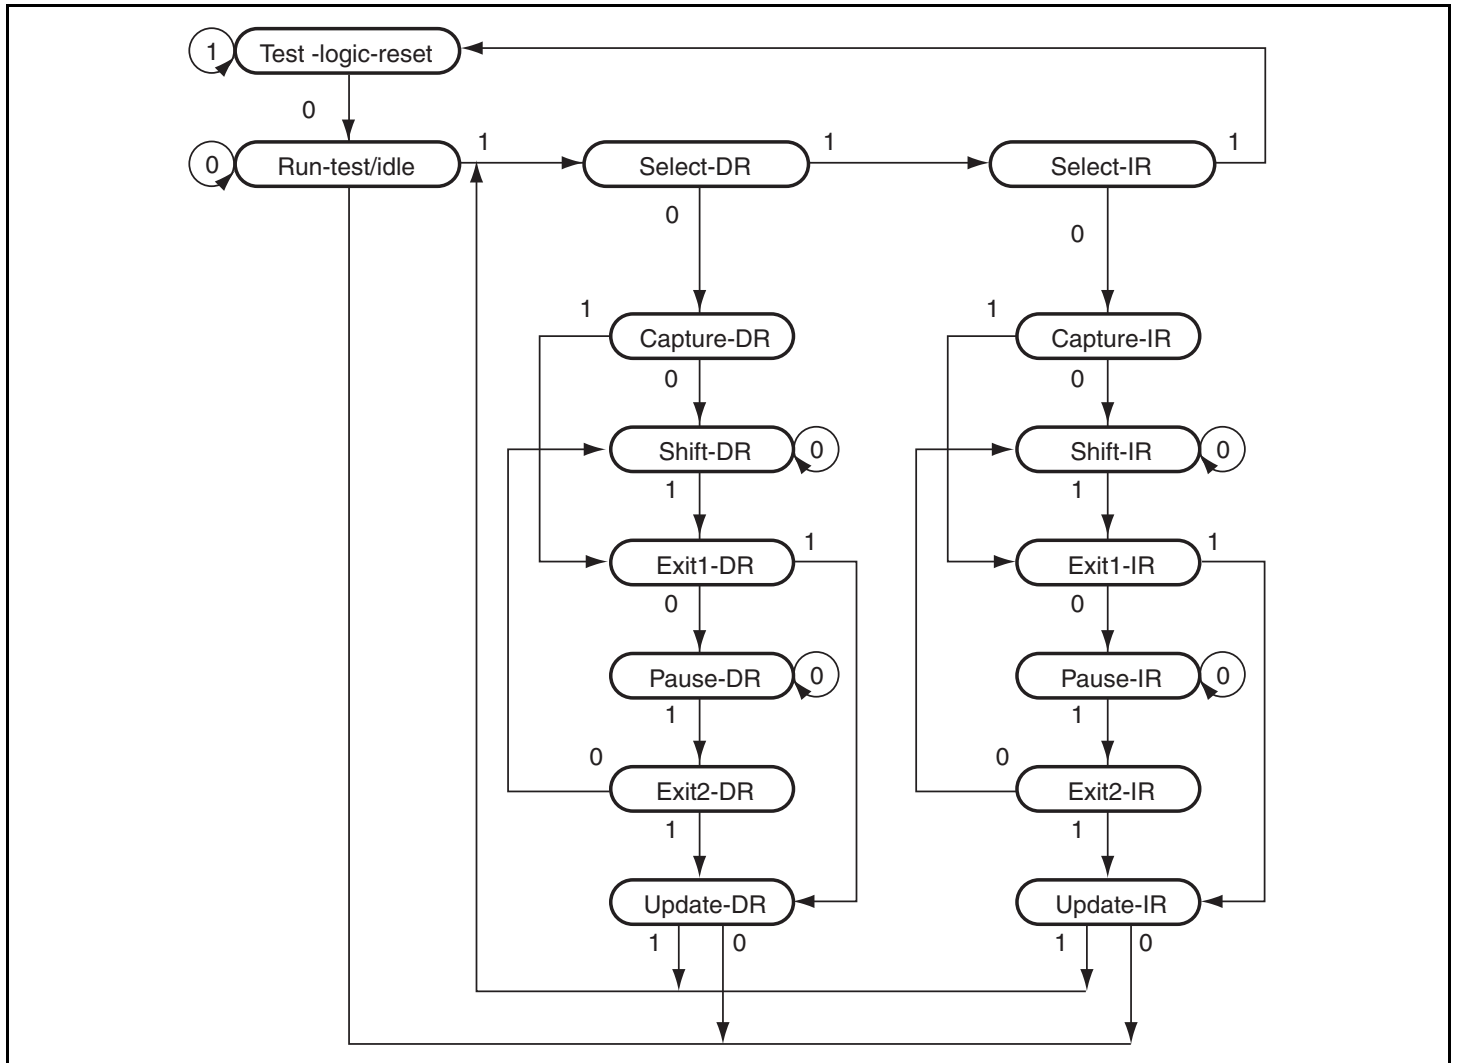 1
Test -logic-reset
0
0
Run-test/idle
1
Select-DR
1
Select-IR
1
0
0
1
Capture-DR
0
1
Capture-IR
0
Shift-DR
0
1
Shift-IR
0
1
Exit1-DR
1
0
Exit1-IR
1
0
Pause-DR
0
1
Pause-IR
0
1
0
Exit2-DR
1
0
Exit2-IR
1
Update-DR
1
0
Update-IR
1
0